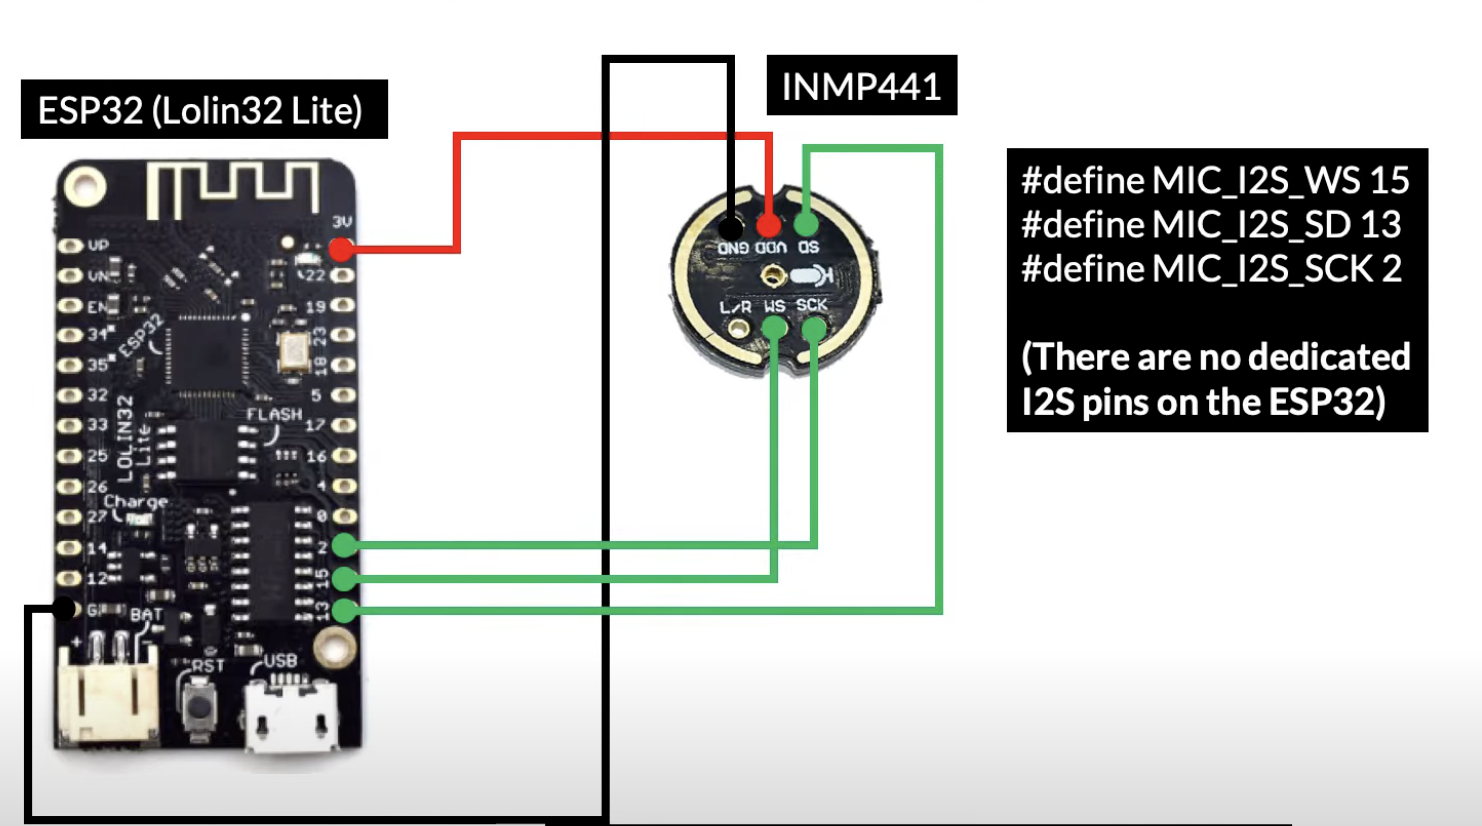 ESP32 (Lolin32 Lite)
INMP441
#define MIC_I2S_WS 15
#define MIC_I2S_SD 13
#define MIC_I2S_SCK 2
(There are no dedicated
I2S pins on the ESP32)
3V
VP
VN
EN
34
35
32
33
25
26
27
14
12
G
22
19
23
18
5
17
16
4
0
2
15
13
ESP32
LOLIN32
Lite
FLASH
Charge
BAT
+
-
RST
USB
GND VDD SD
L/R WS SCK